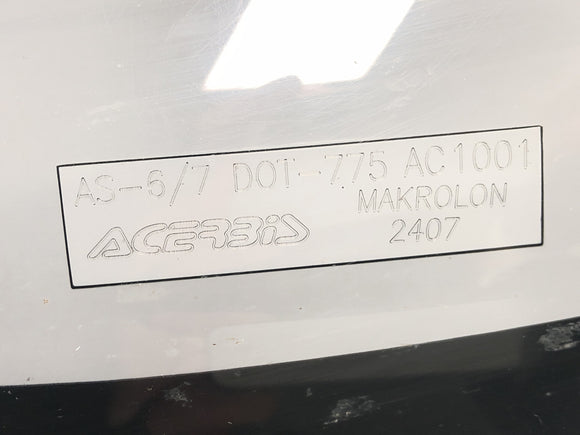 AS-6/7 DOT-775 AC1001
MAKROLON
ACERBIS
2407